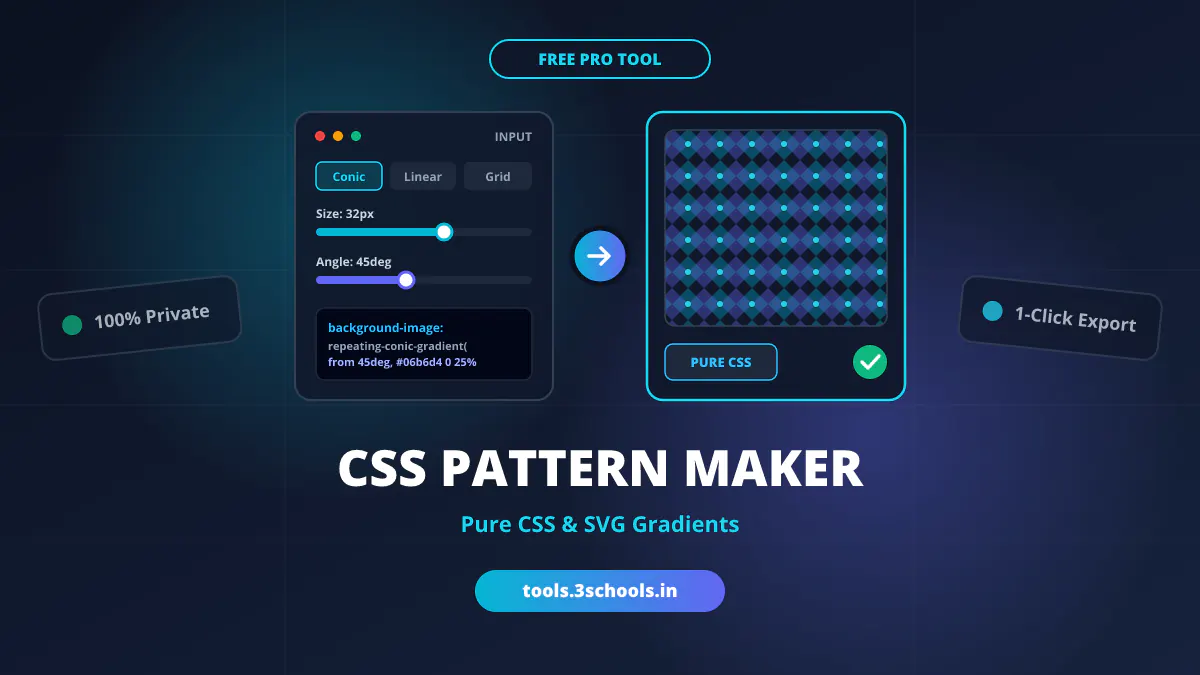 FREE PRO TOOL
INPUT
Conic
Linear
Grid
Size: 32px
Angle: 45deg
background-image:
repeating-conic-gradient(
from 45deg, #06b6d4 0 25%
PURE CSS
100% Private
1-Click Export
CSS PATTERN MAKER
Pure CSS & SVG Gradients
tools.3schools.in